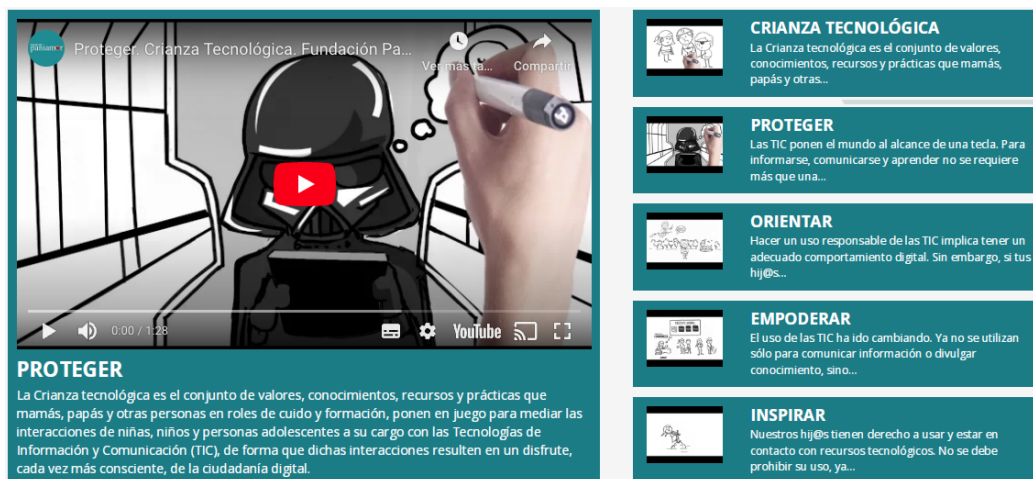 paniamor
Proteger. Crianza Tecnológica. Fundación Pa...
Ver más ta...
Compartir
0:00 / 1:28
YouTube
PROTEGER
La Crianza tecnológica es el conjunto de valores, conocimientos, recursos y prácticas que
mamás, papás y otras personas en roles de cuido y formación, ponen en juego para mediar las
interacciones de niñas, niños y personas adolescentes a su cargo con las Tecnologías de
Información y Comunicación (TIC), de forma que dichas interacciones resulten en un disfrute,
cada vez más consciente, de la ciudadanía digital.
CRIANZA TECNOLÓGICA
La Crianza tecnológica es el conjunto de valores,
conocimientos, recursos y prácticas que mamás,
papás y otras...
PROTEGER
Las TIC ponen el mundo al alcance de una tecla. Para
informarse, comunicarse y aprender no se requiere
más que una...
ORIENTAR
Hacer un uso responsable de las TIC implica tener un
adecuado comportamiento digital. Sin embargo, si tus
hij@s...
EMPODERAR
El uso de las TIC ha ido cambiando. Ya no se utilizan
sólo para comunicar información o divulgar
conocimiento, sino...
INSPIRAR
Nuestros hij@s tienen derecho a usar y estar en
contacto con recursos tecnológicos. No se debe
prohibir su uso, ya...